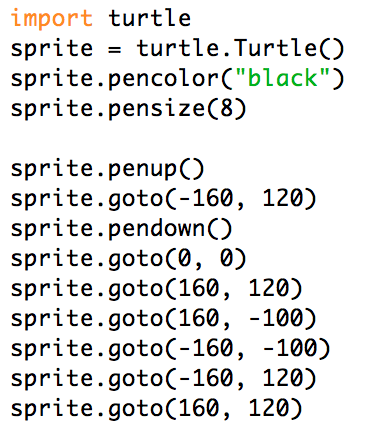 import turtle
sprite = turtle.Turtle()
sprite.pencolor("black")
sprite.pensize(8)

sprite.penup()
sprite.goto(-160, 120)
sprite.pendown()
sprite.goto(0, 0)
sprite.goto(160, 120)
sprite.goto(160, -100)
sprite.goto(-160, -100)
sprite.goto(-160, 120)
sprite.goto(160, 120)